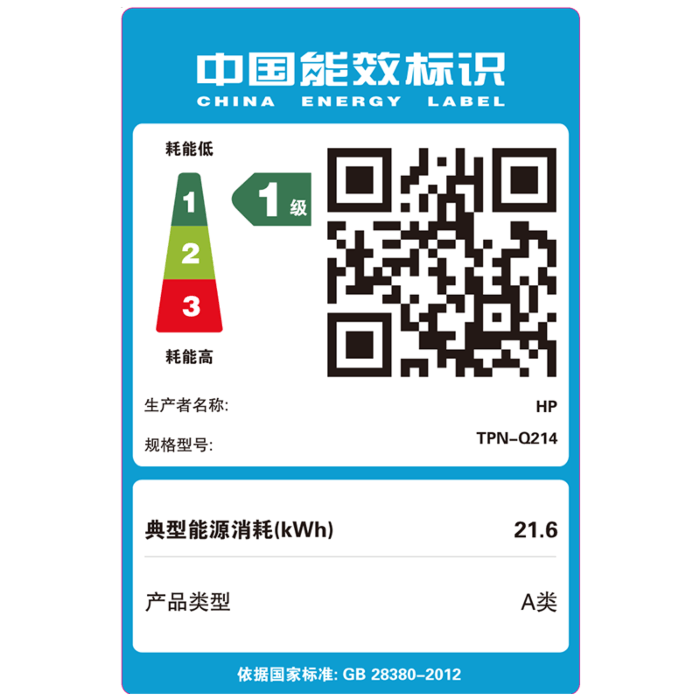 中国能效标识
CHINA ENERGY LABEL
耗能低
1
2
3
1级
耗能高
生产者名称: HP
规格型号: TPN-Q214
典型能源消耗(kWh) 21.6
产品类型 A类
依据国家标准: GB 28380-2012